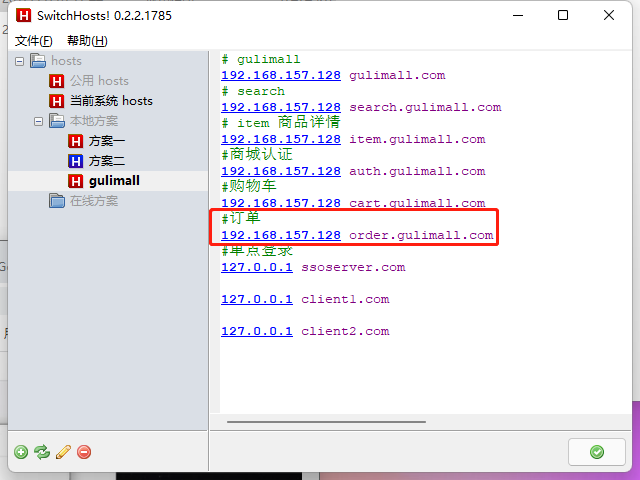 SwitchHosts! 0.2.2.1785
文件(F) 帮助(H)
hosts
公用 hosts
当前系统 hosts
本地方案
方案一
方案二
gulimall
在线方案
# gulimall
192.168.157.128 gulimall.com
# search
192.168.157.128 search.gulimall.com
# item 商品详情
192.168.157.128 item.gulimall.com
#商城认证
192.168.157.128 auth.gulimall.com
#购物车
192.168.157.128 cart.gulimall.com
#订单
192.168.157.128 order.gulimall.com
#单点登录
127.0.0.1 ssoserver.com
127.0.0.1 client1.com
127.0.0.1 client2.com